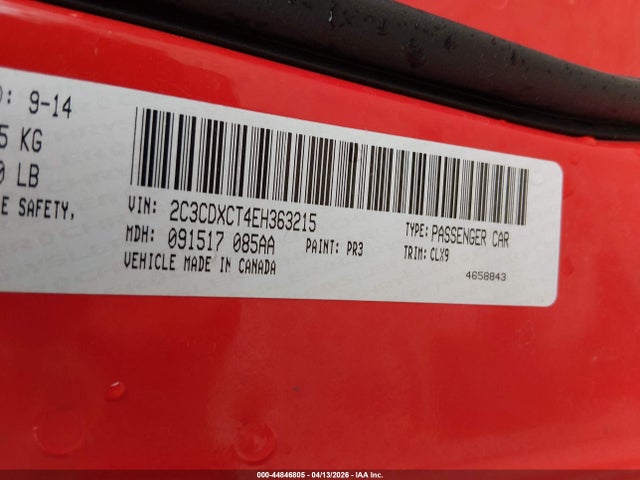 ): 9-14
5 KG
0 LB
E SAFETY,
VIN: 2C3CDXCT4EH363215
MDH: 091517 085AA PAINT: PR3
VEHICLE MADE IN CANADA
TYPE: PASSENGER CAR
TRIM: CLX9
4658843
000-44846805 - 04/13/2026 - IAA Inc.